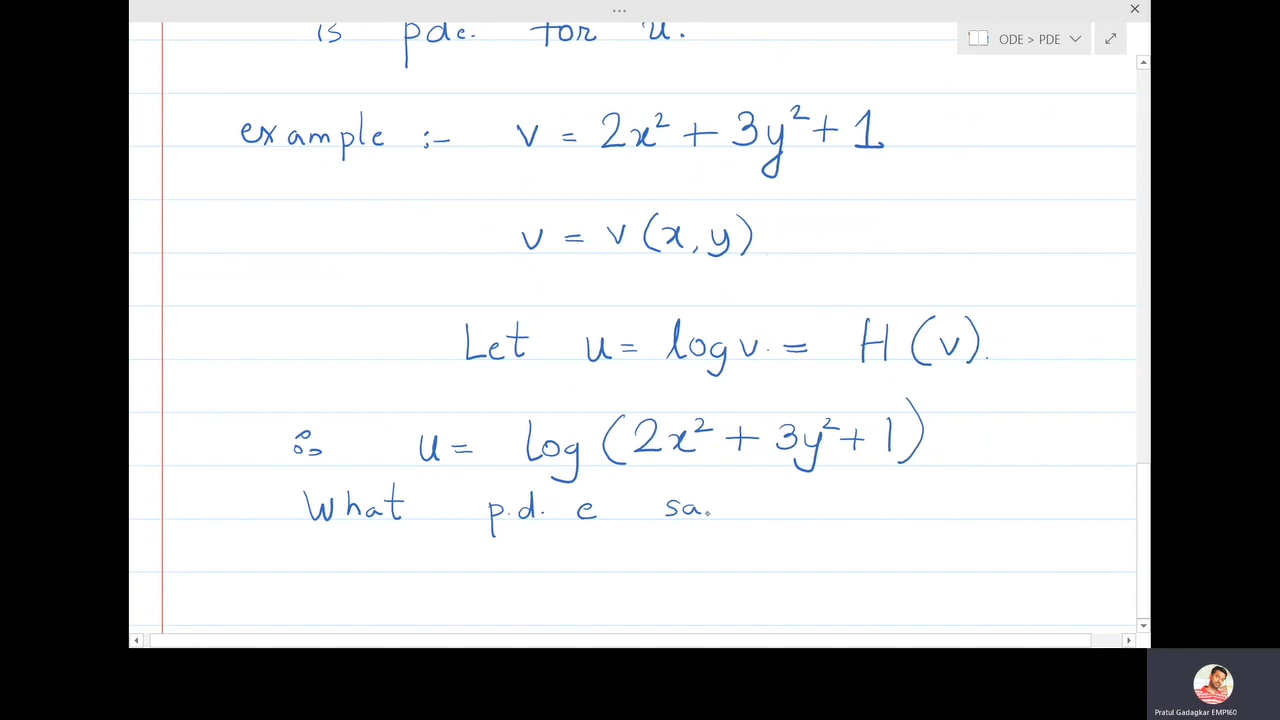 is pde. for u.
ODE > PDE
example :- v = 2x² + 3y² + 1
v = v (x, y)
Let u = log v. = H (v).
∴ u = log (2x² + 3y² + 1)
What p.d. e sa.
Pratul Gadagkar EMP160